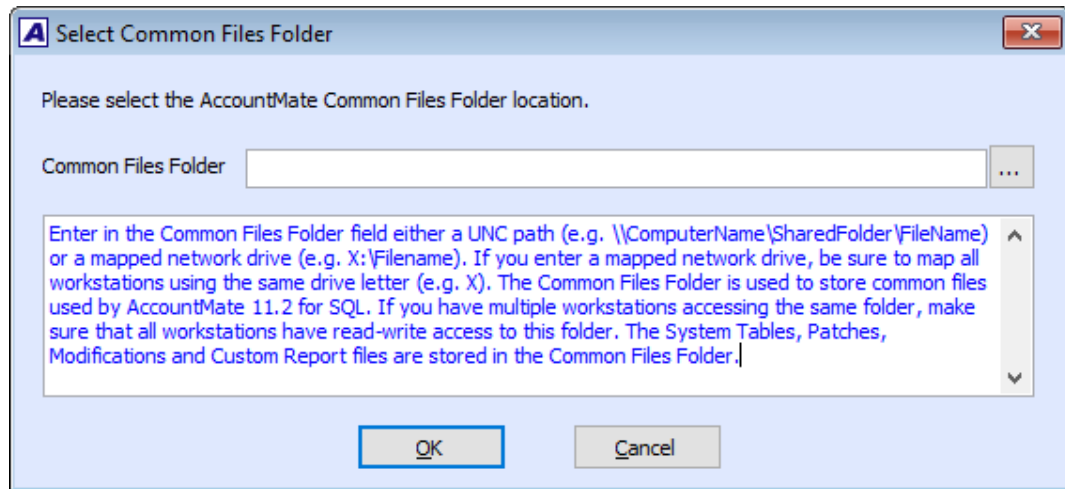 A Select Common Files Folder
Please select the AccountMate Common Files Folder location.
Common Files Folder ...
Enter in the Common Files Folder field either a UNC path (e.g. \\ComputerName\SharedFolder\FileName)
or a mapped network drive (e.g. X:\Filename). If you enter a mapped network drive, be sure to map all
workstations using the same drive letter (e.g. X). The Common Files Folder is used to store common files
used by AccountMate 11.2 for SQL. If you have multiple workstations accessing the same folder, make
sure that all workstations have read-write access to this folder. The System Tables, Patches,
Modifications and Custom Report files are stored in the Common Files Folder.
OK Cancel